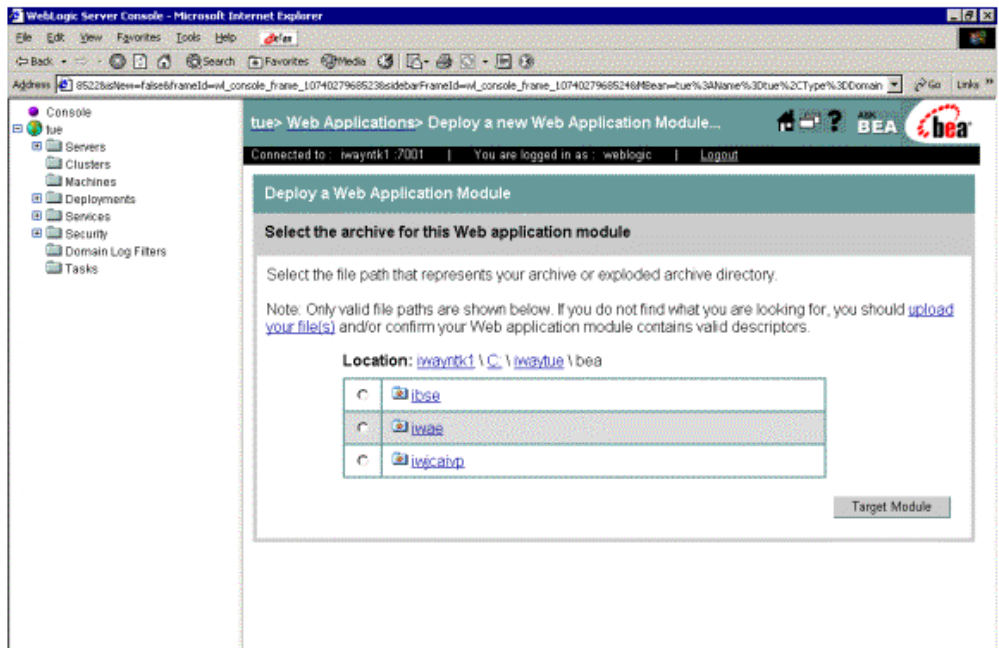 WebLogic Server Console - Microsoft Internet Explorer
File Edit View Favorites Tools Help
Back Search Favorites Media
Address Go Links »
Console
tue
Servers
Clusters
Machines
Deployments
Services
Security
Domain Log Filters
Tasks
tue> Web Applications> Deploy a new Web Application Module...
ASK BEA
bea
Connected to : iwayntk1 :7001 | You are logged in as : weblogic | Logout
Deploy a Web Application Module
Select the archive for this Web application module
Select the file path that represents your archive or exploded archive directory.
Note: Only valid file paths are shown below. If you do not find what you are looking for, you should upload
your file(s) and/or confirm your Web application module contains valid descriptors.
Location: iwayntk1 \ C: \ iwaytue \ bea
ibse
iwae
iwjcaivp
Target Module